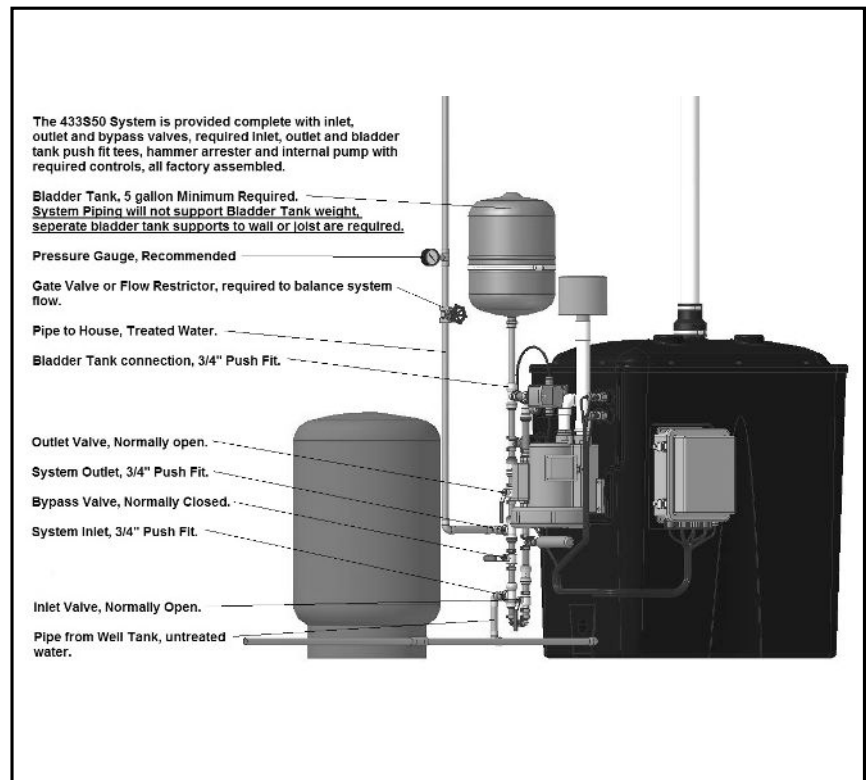 The 433S50 System is provided complete with inlet,
outlet and bypass valves, required inlet, outlet and bladder
tank push fit tees, hammer arrester and internal pump with
required controls, all factory assembled.
Bladder Tank, 5 gallon Minimum Required.
System Piping will not support Bladder Tank weight,
seperate bladder tank supports to wall or joist are required.
Pressure Gauge, Recommended
Gate Valve or Flow Restrictor, required to balance system
flow.
Pipe to House, Treated Water.
Bladder Tank connection, 3/4" Push Fit.
Outlet Valve, Normally open.
System Outlet, 3/4" Push Fit.
Bypass Valve, Normally Closed.
System Inlet, 3/4" Push Fit.
Inlet Valve, Normally Open.
Pipe from Well Tank, untreated
water.